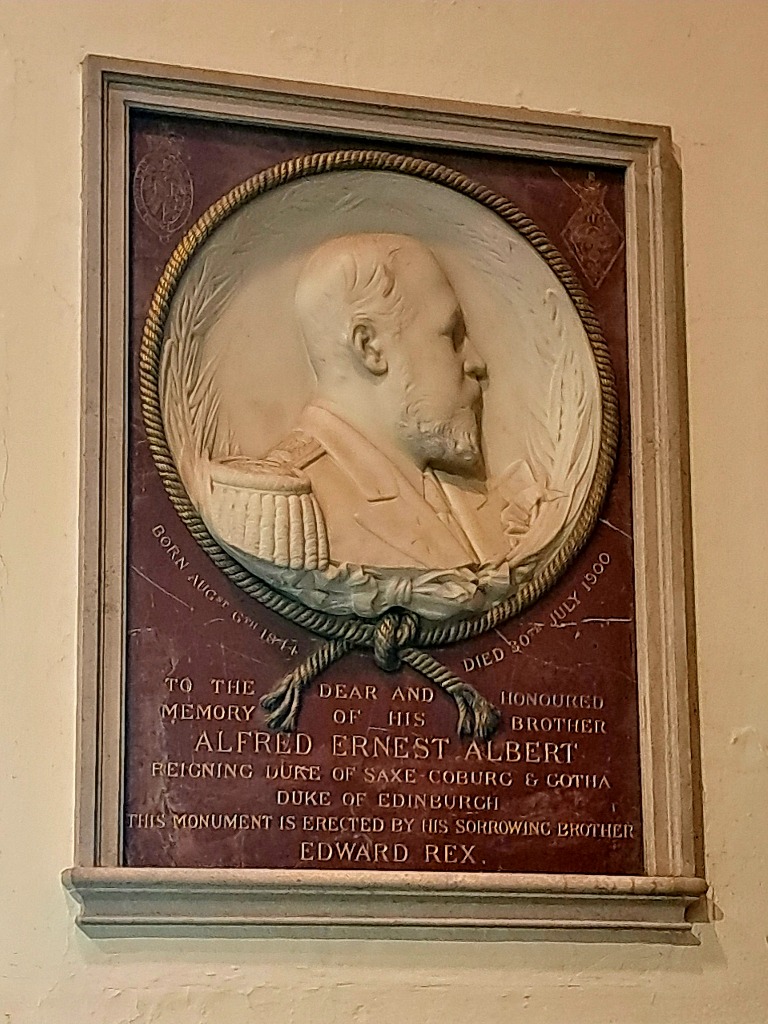 BORN AUGST 6TH 1844
DIED 30TH JULY 1900
TO THE DEAR AND HONOURED
MEMORY OF HIS BROTHER
ALFRED ERNEST ALBERT
REIGNING DUKE OF SAXE-COBURG & GOTHA
DUKE OF EDINBURGH
THIS MONUMENT IS ERECTED BY HIS SORROWING BROTHER
EDWARD REX.